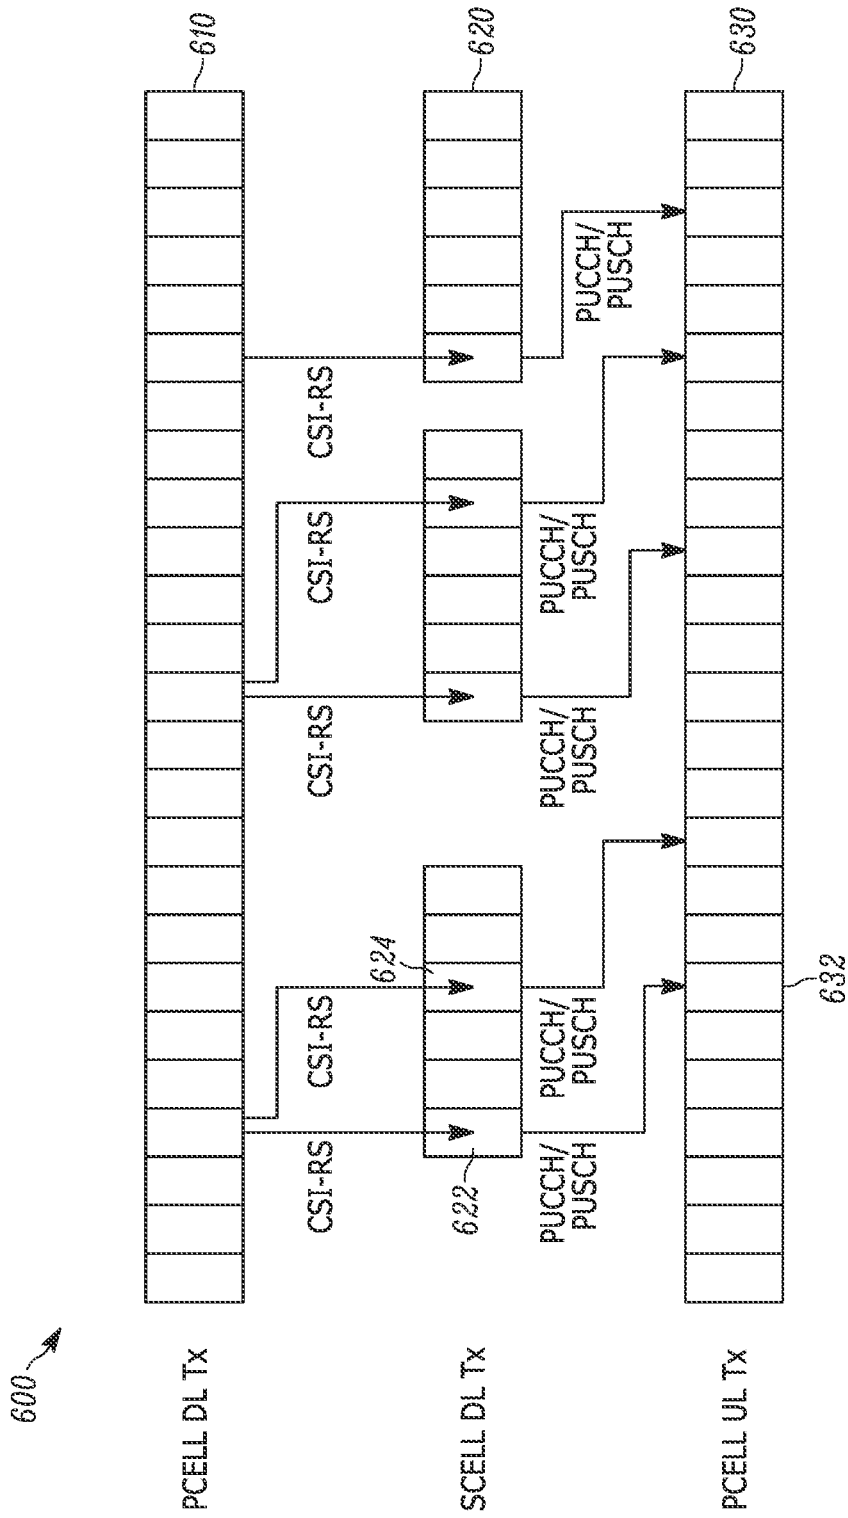 600
PCELL DL Tx
610
CSI-RS
CSI-RS
CSI-RS
CSI-RS
CSI-RS
624
SCELL DL Tx
622
620
PUCCH/
PUSCH
PUCCH/
PUSCH
PUCCH/
PUSCH
PUCCH/
PUSCH
PUCCH/
PUSCH
PCELL UL Tx
630
632